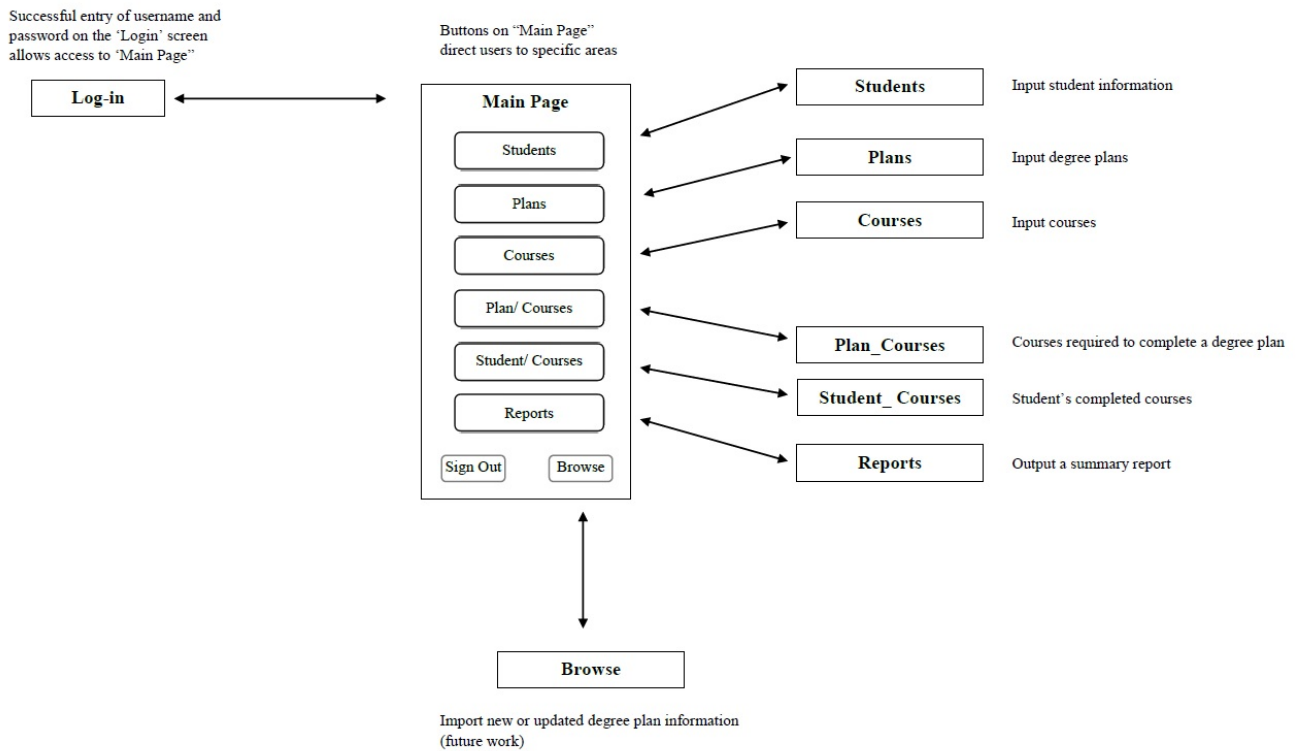 Successful entry of username and
password on the ‘Login’ screen
allows access to ‘Main Page”
Log-in
Buttons on “Main Page”
direct users to specific areas
Main Page
Students
Plans
Courses
Plan/ Courses
Student/ Courses
Reports
Sign Out
Browse
Students
Input student information
Plans
Input degree plans
Courses
Input courses
Plan_Courses
Courses required to complete a degree plan
Student_ Courses
Student’s completed courses
Reports
Output a summary report
Browse
Import new or updated degree plan information
(future work)